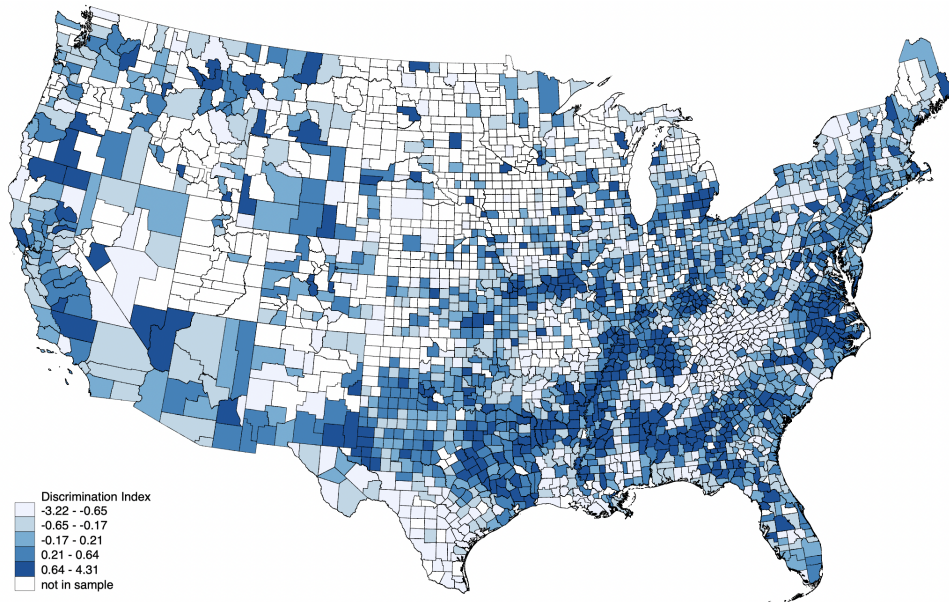 Discrimination Index
-3.22 - -0.65
-0.65 - -0.17
-0.17 - 0.21
0.21 - 0.64
0.64 - 4.31
not in sample